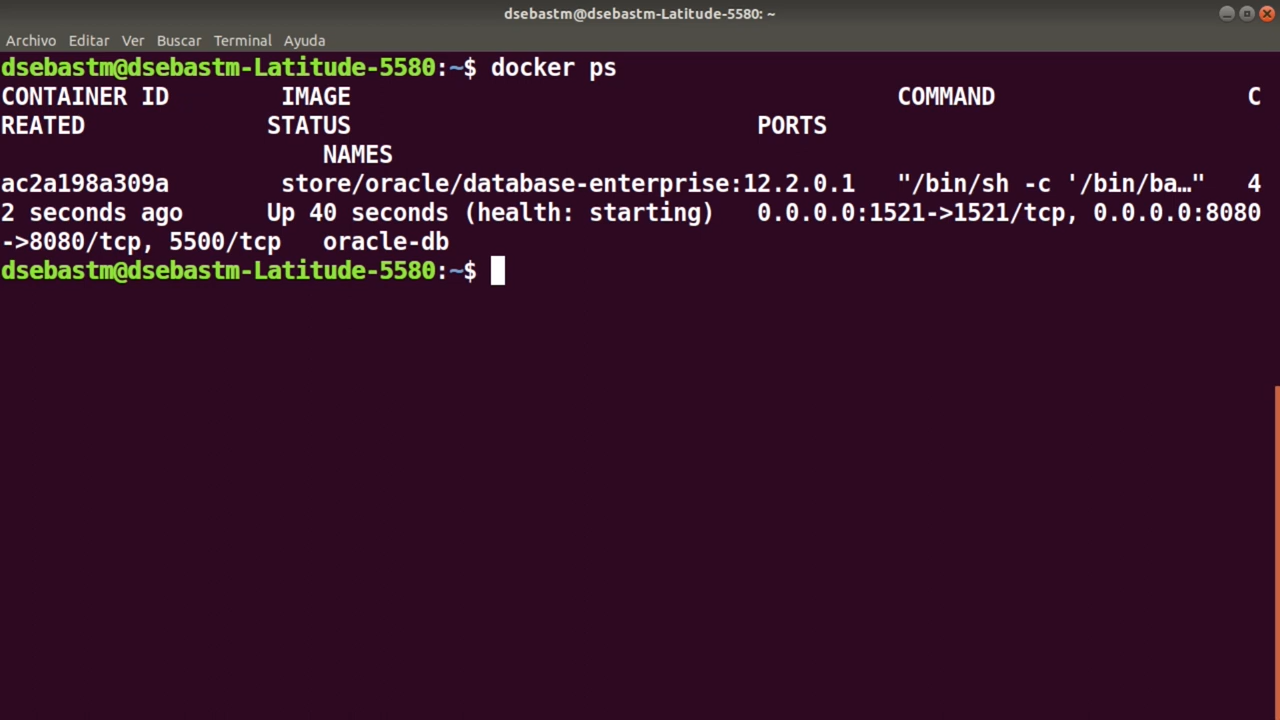 dsebastm@dsebastm-Latitude-5580: ~
Archivo Editar Ver Buscar Terminal Ayuda
dsebastm@dsebastm-Latitude-5580:~$ docker ps
CONTAINER ID        IMAGE                                       COMMAND                  C
REATED             STATUS                             PORTS
                       NAMES
ac2a198a309a        store/oracle/database-enterprise:12.2.0.1   "/bin/sh -c '/bin/ba…"   4
2 seconds ago      Up 40 seconds (health: starting)   0.0.0.0:1521->1521/tcp, 0.0.0.0:8080
->8080/tcp, 5500/tcp   oracle-db
dsebastm@dsebastm-Latitude-5580:~$